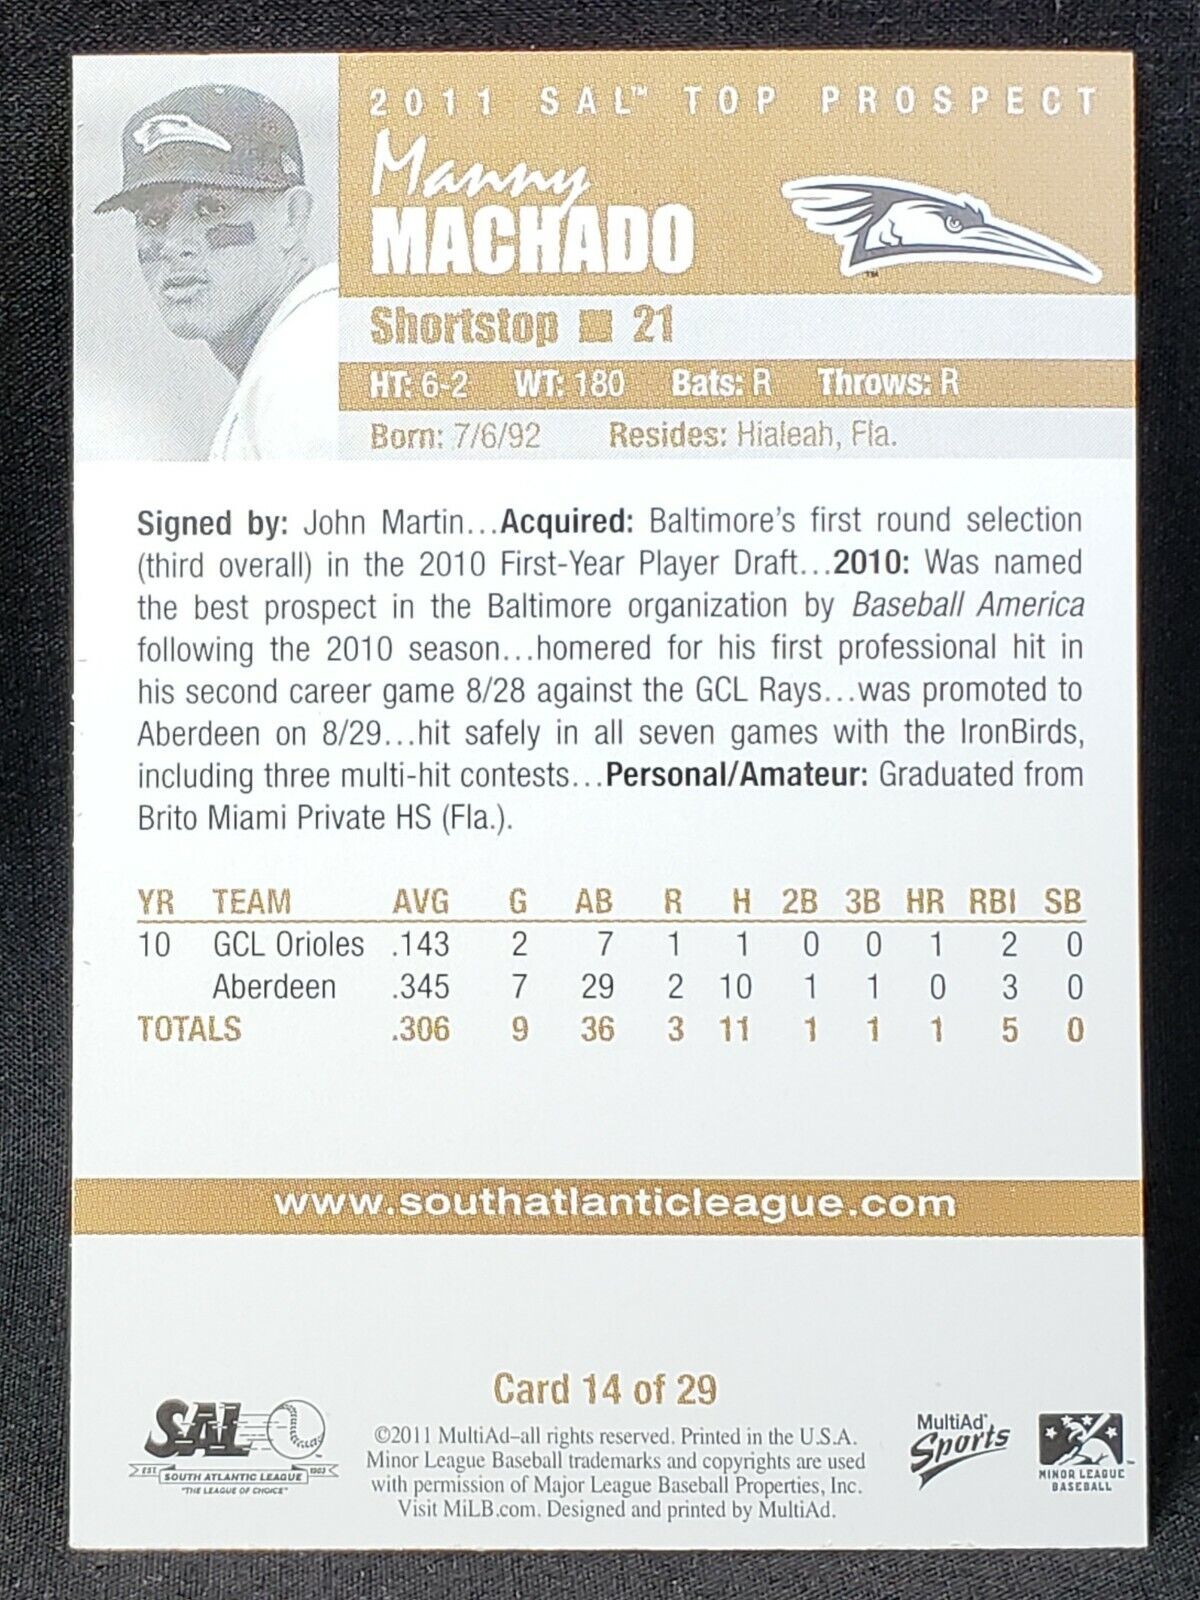 2011 SAL™ TOP PROSPECT
Manny
MACHADO
™
Shortstop ■ 21
HT: 6-2 WT: 180 Bats: R Throws: R
Born: 7/6/92 Resides: Hialeah, Fla.
Signed by: John Martin...Acquired: Baltimore's first round selection
(third overall) in the 2010 First-Year Player Draft...2010: Was named
the best prospect in the Baltimore organization by Baseball America
following the 2010 season...homered for his first professional hit in
his second career game 8/28 against the GCL Rays...was promoted to
Aberdeen on 8/29...hit safely in all seven games with the IronBirds,
including three multi-hit contests...Personal/Amateur: Graduated from
Brito Miami Private HS (Fla.).
YR TEAM AVG G AB R H 2B 3B HR RBI SB
10 GCL Orioles .143 2 7 1 1 0 0 1 2 0
Aberdeen .345 7 29 2 10 1 1 0 3 0
TOTALS .306 9 36 3 11 1 1 1 5 0
www.southatlanticleague.com
Card 14 of 29
©2011 MultiAd–all rights reserved. Printed in the U.S.A.
Minor League Baseball trademarks and copyrights are used
with permission of Major League Baseball Properties, Inc.
Visit MiLB.com. Designed and printed by MultiAd.
SAL
EST. SOUTH ATLANTIC LEAGUE 1903
"THE LEAGUE OF CHOICE"
MultiAd
Sports
MINOR LEAGUE™
BASEBALL